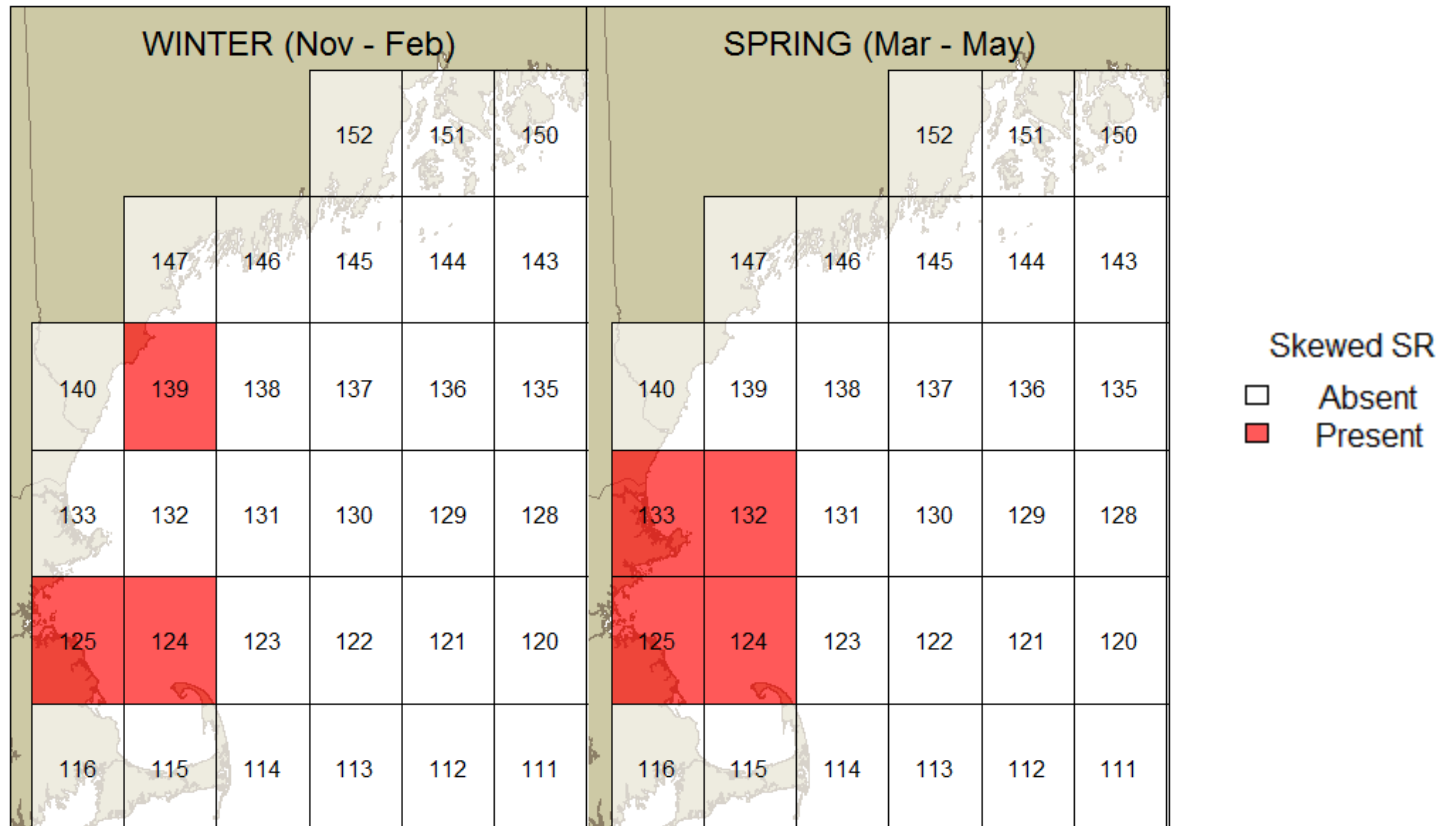 WINTER (Nov - Feb) SPRING (Mar - May)
152 151 150 152 151 150
147 146 145 144 143 147 146 145 144 143
140 139 138 137 136 135 140 139 138 137 136 135
Skewed SR
Absent
Present
133 132 131 130 129 128 133 132 131 130 129 128
125 124 123 122 121 120 125 124 123 122 121 120
116 115 114 113 112 111 116 115 114 113 112 111